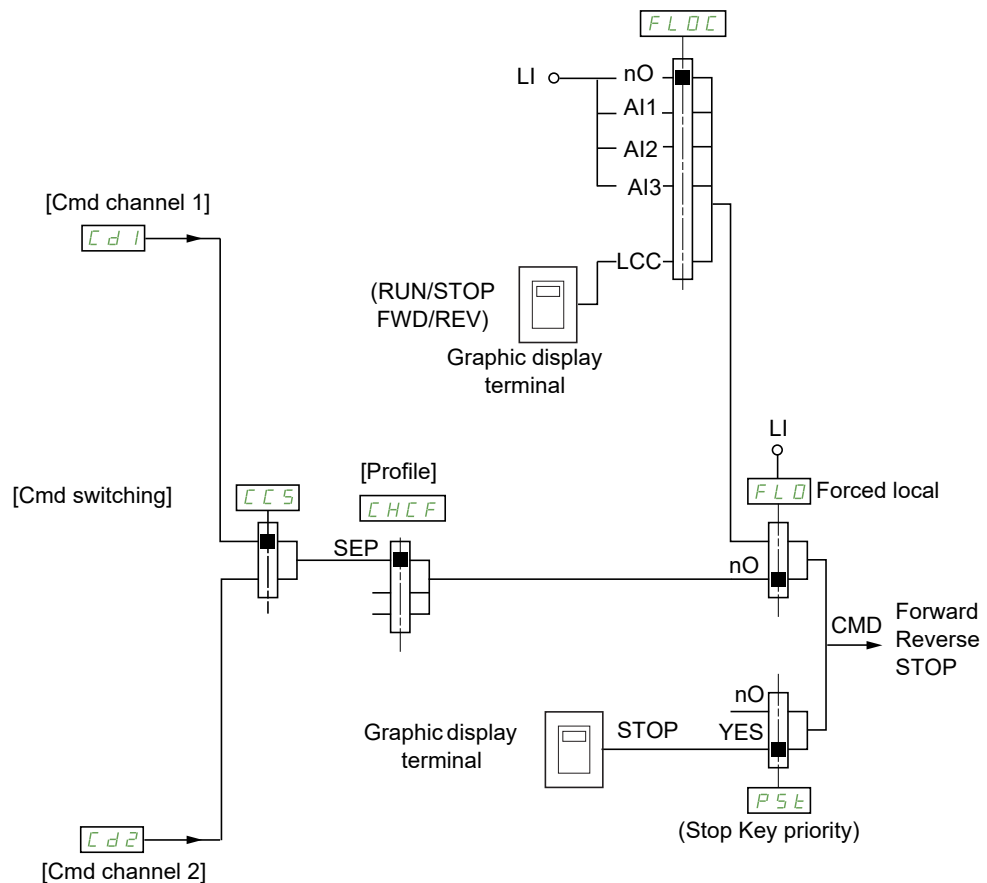 FLOC
LI
nO
AI1
AI2
AI3
[Cmd channel 1]
Cd1
LCC
(RUN/STOP
FWD/REV)
Graphic display
terminal
LI
[Cmd switching]
CCS
[Profile]
CHCF
FLO Forced local
SEP
nO
CMD
Forward
Reverse
STOP
nO
Graphic display
terminal
STOP
YES
PSt
(Stop Key priority)
Cd2
[Cmd channel 2]